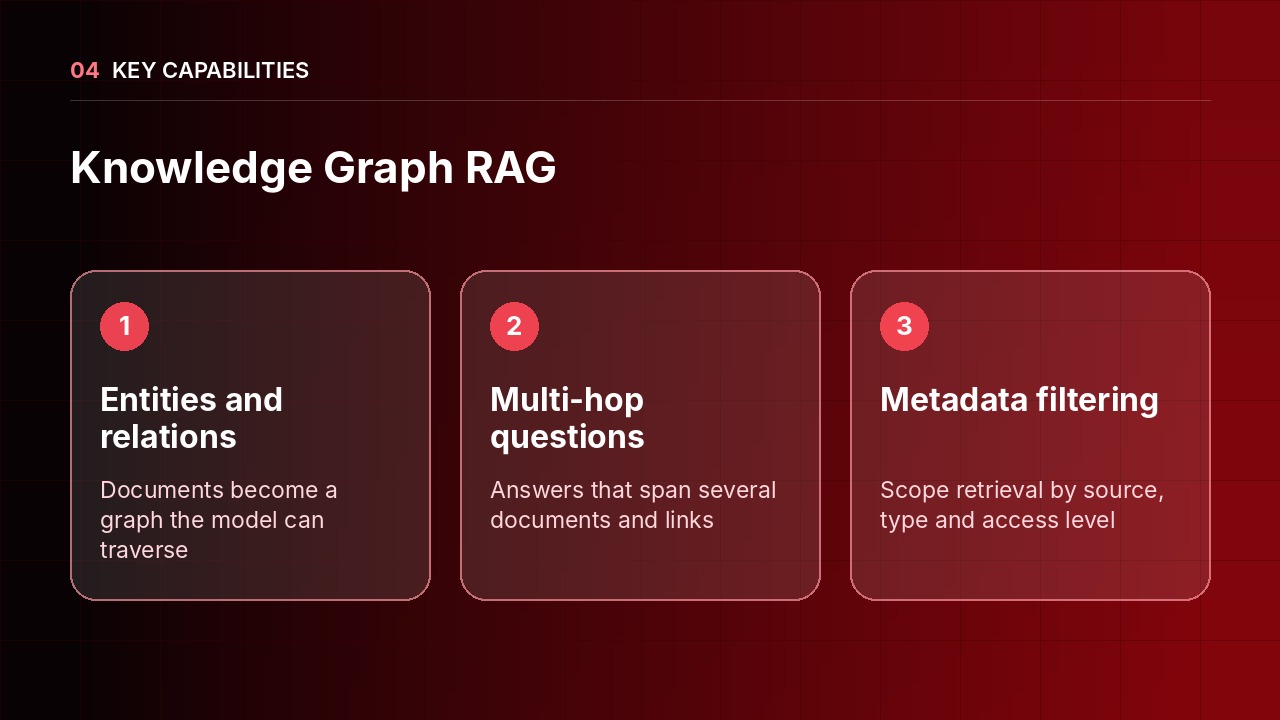 04 KEY CAPABILITIES
Knowledge Graph RAG
1
Entities and
relations
Documents become a
graph the model can
traverse
2
Multi-hop
questions
Answers that span several
documents and links
3
Metadata filtering
Scope retrieval by source,
type and access level